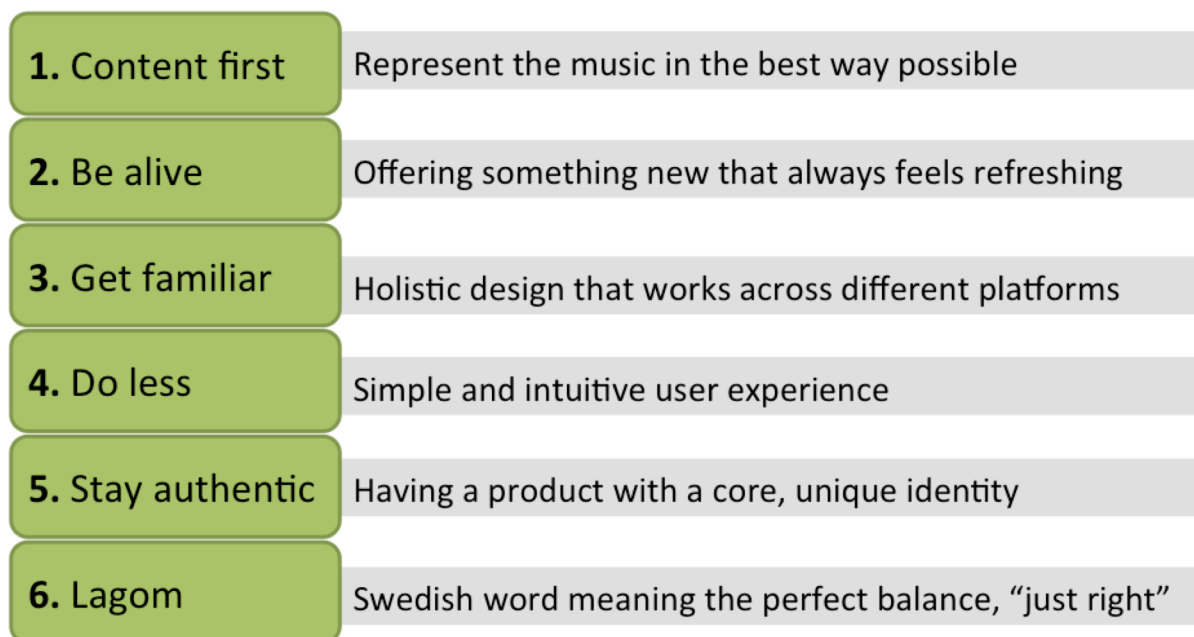 1. Content first
Represent the music in the best way possible
2. Be alive
Offering something new that always feels refreshing
3. Get familiar
Holistic design that works across different platforms
4. Do less
Simple and intuitive user experience
5. Stay authentic
Having a product with a core, unique identity
6. Lagom
Swedish word meaning the perfect balance, “just right”